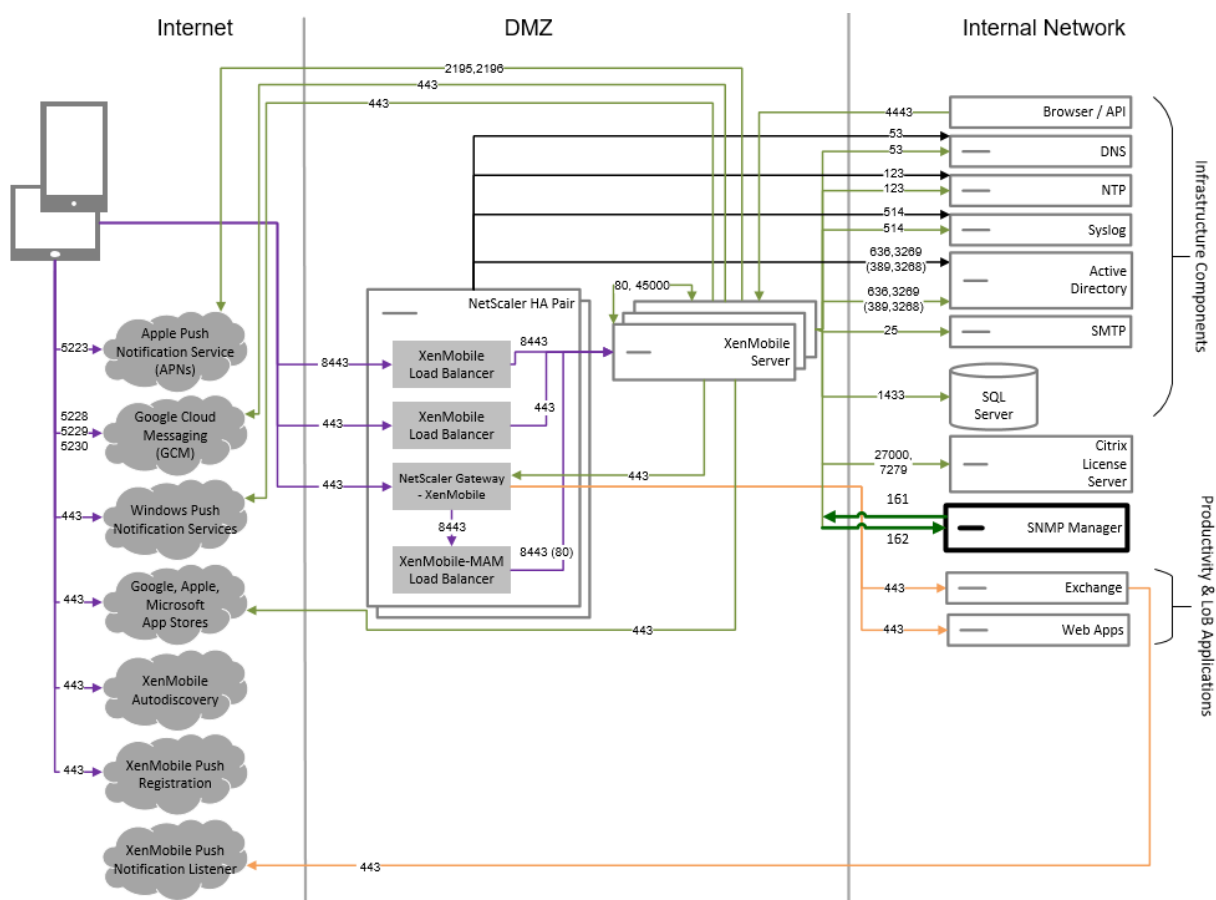 Internet
DMZ
Internal Network
2195,2196
443
443
4443
Browser / API
53
53
DNS
123
123
NTP
514
514
Syslog
636,3269
(389,3268)
Active
Directory
636,3269
(389,3268)
25
SMTP
1433
SQL
Server
27000,
7279
Citrix
License
Server
161
162
SNMP Manager
443
Exchange
443
Web Apps
Infrastructure Components
Productivity & LoB Applications
NetScaler HA Pair
80, 45000
XenMobile
Server
8443
XenMobile
Load Balancer
8443
443
XenMobile
Load Balancer
443
443
NetScaler Gateway
- XenMobile
443
8443
XenMobile-MAM
Load Balancer
8443 (80)
443
5223
Apple Push
Notification Service
(APNs)
5228
5229
5230
Google Cloud
Messaging
(GCM)
443
Windows Push
Notification Services
443
Google, Apple,
Microsoft
App Stores
443
XenMobile
Autodiscovery
443
XenMobile Push
Registration
XenMobile Push
Notification Listener
443